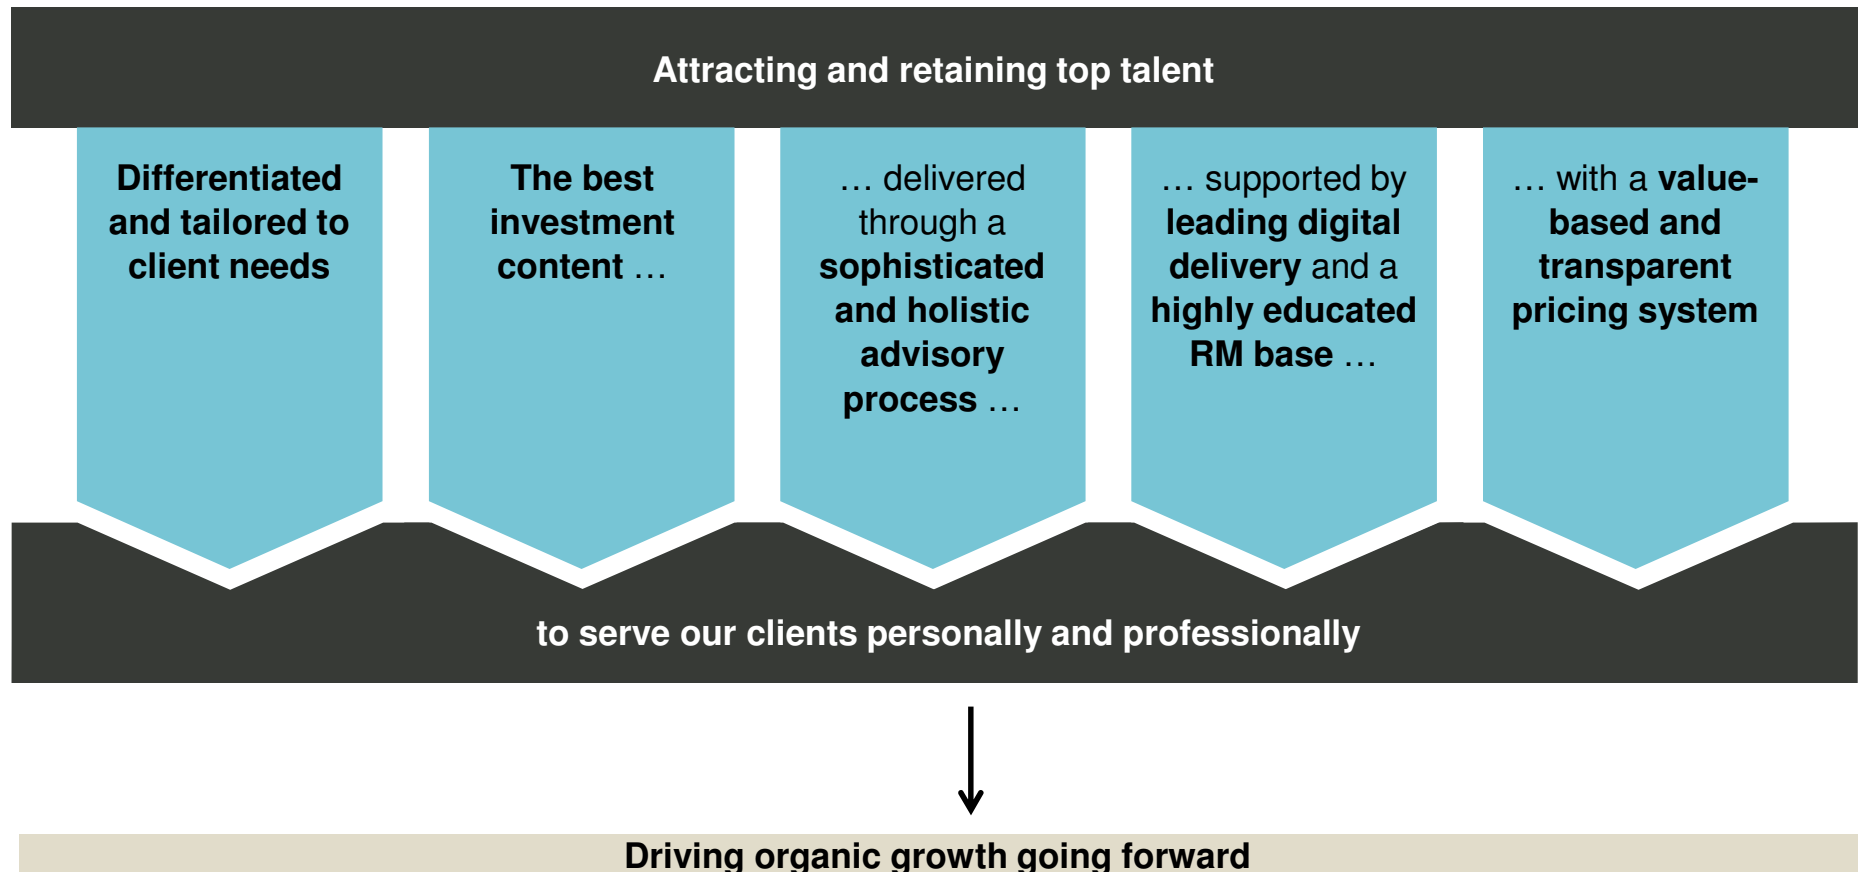 Attracting and retaining top talent
Differentiated
and tailored to
client needs
The best
investment
content …
… delivered
through a
sophisticated
and holistic
advisory
process …
… supported by
leading digital
delivery and a
highly educated
RM base …
… with a value-
based and
transparent
pricing system
to serve our clients personally and professionally
Driving organic growth going forward